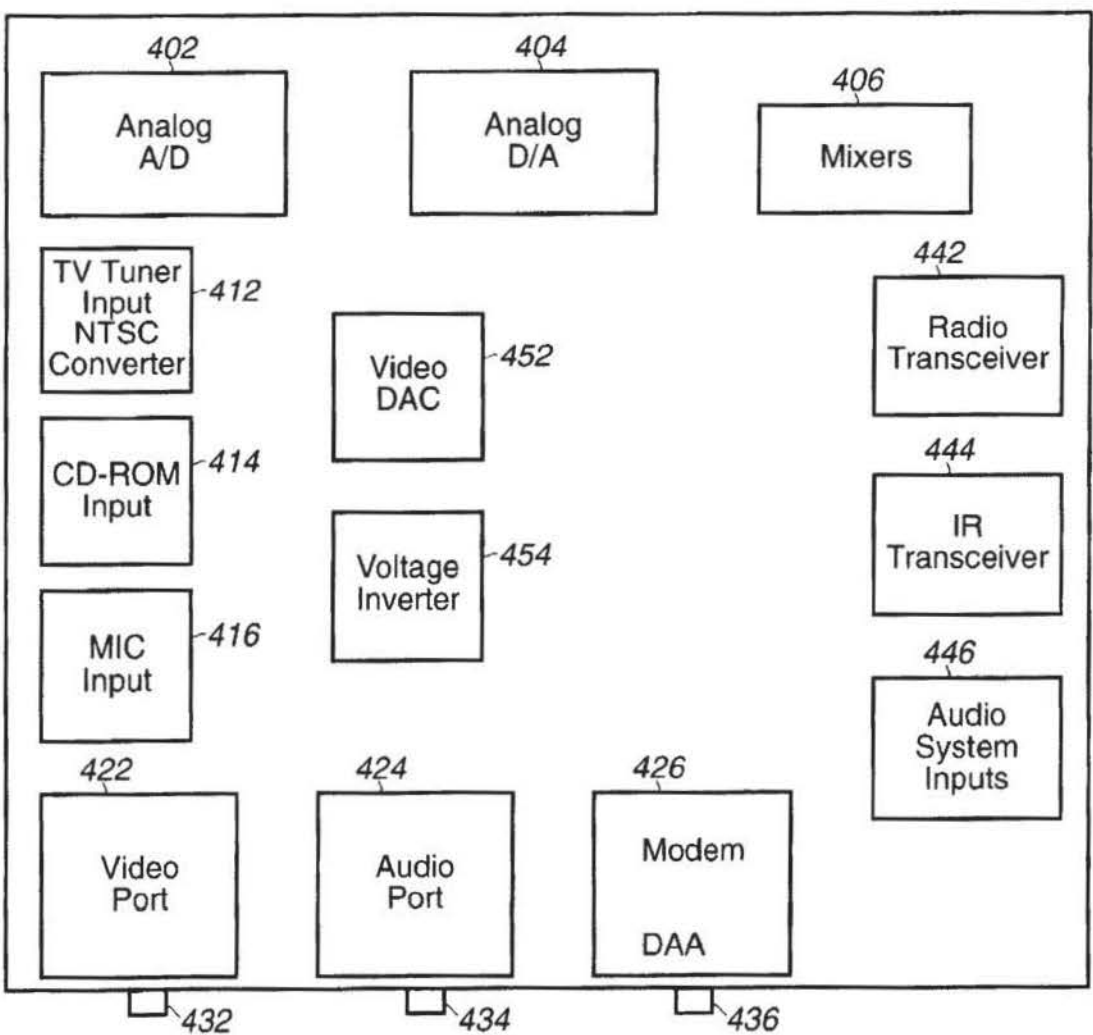 402
Analog
A/D
404
Analog
D/A
406
Mixers
TV Tuner
Input
NTSC
Converter
412
442
Radio
Transceiver
Video
DAC
452
CD-ROM
Input
414
444
IR
Transceiver
Voltage
Inverter
454
MIC
Input
416
446
Audio
System
Inputs
422
Video
Port
424
Audio
Port
426
Modem
DAA
432
434
436